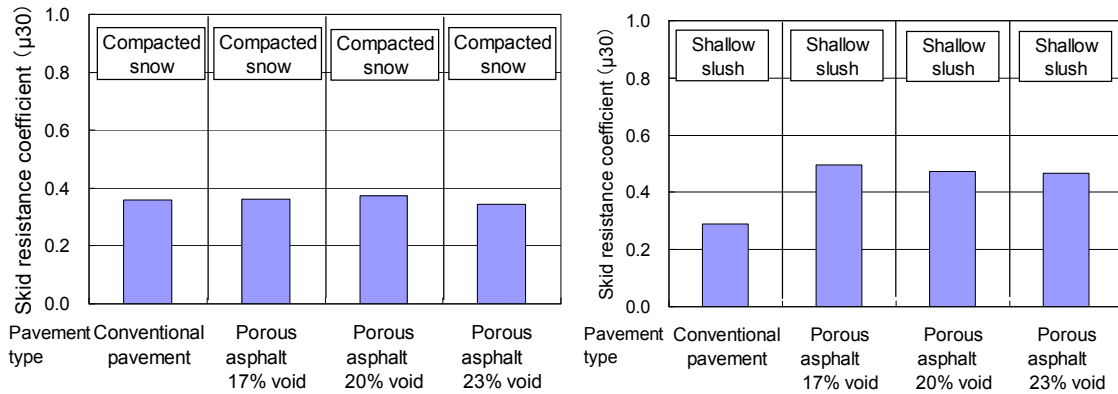 Skid resistance coefficient (μ30)
1.0
0.8
0.6
0.4
0.2
0.0
Compacted
snow
Compacted
snow
Compacted
snow
Compacted
snow
Pavement
type
Conventional
pavement
Porous
asphalt
17% void
Porous
asphalt
20% void
Porous
asphalt
23% void
Skid resistance coefficient (μ30)
1.0
0.8
0.6
0.4
0.2
0.0
Shallow
slush
Shallow
slush
Shallow
slush
Shallow
slush
Pavement
type
Conventional
pavement
Porous
asphalt
17% void
Porous
asphalt
20% void
Porous
asphalt
23% void